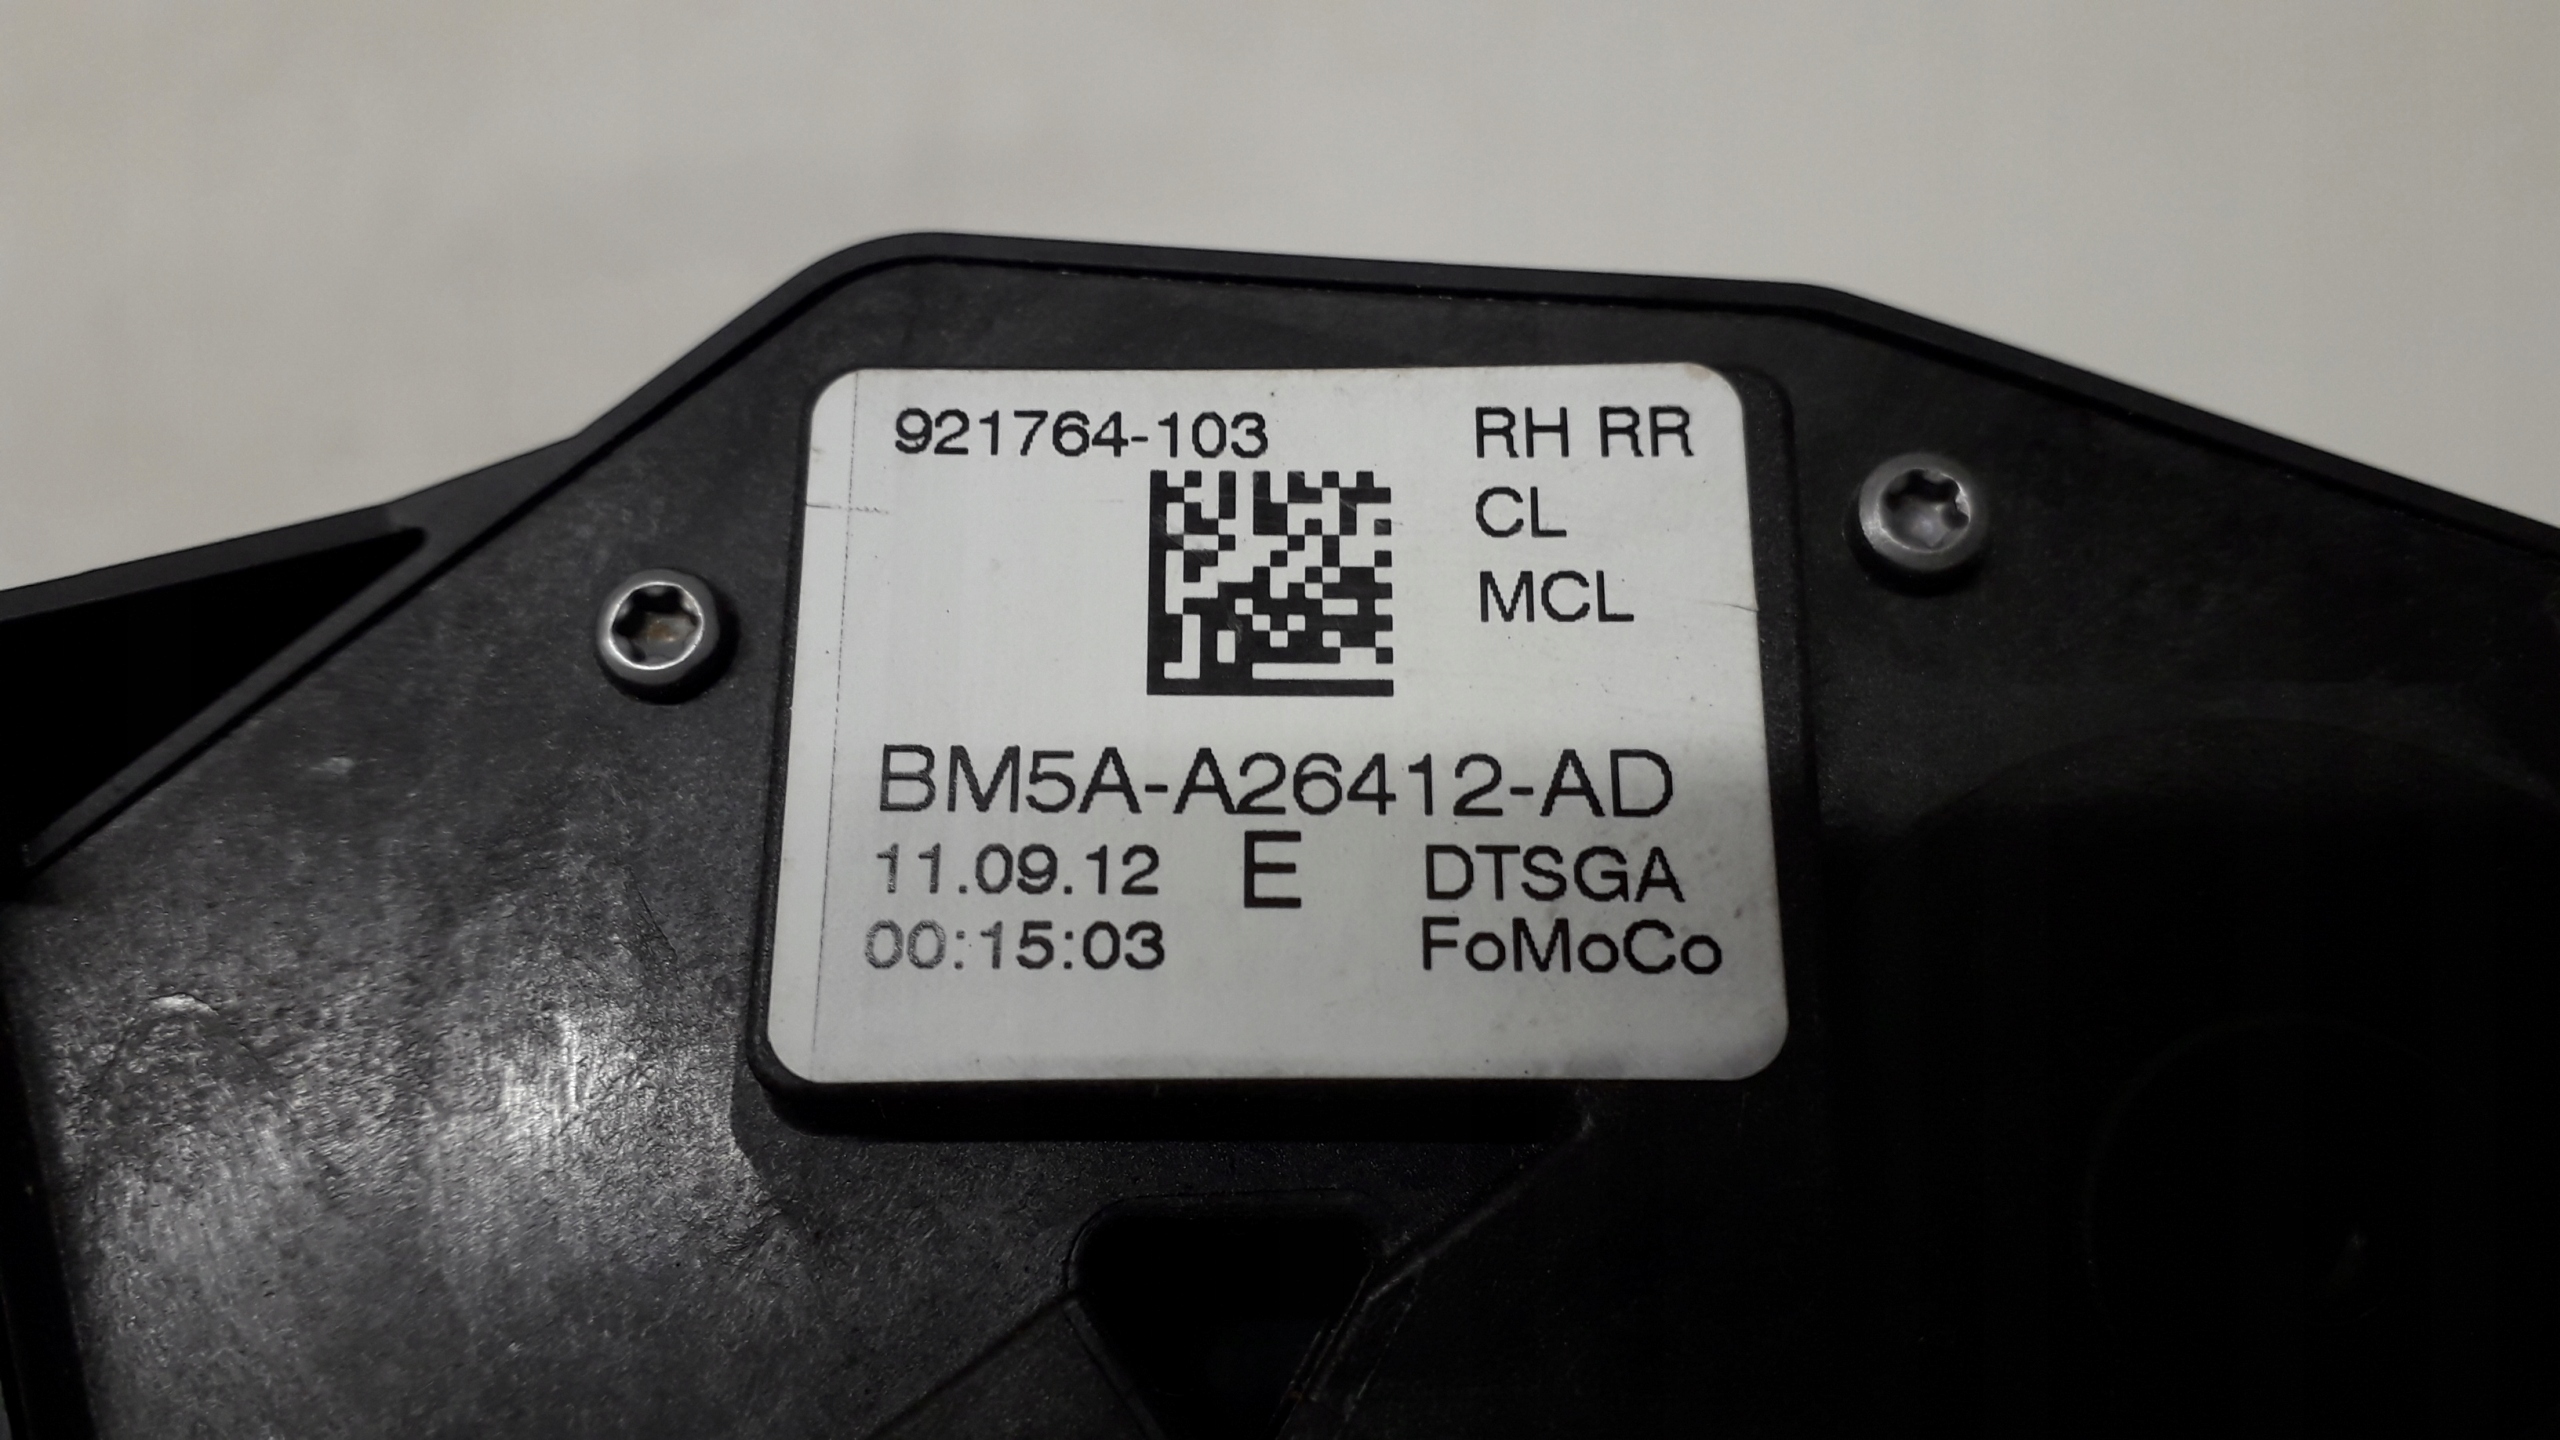 921764-103 RH RR
CL
MCL
BM5A-A26412-AD
11.09.12 E DTSGA
00:15:03 FoMoCo